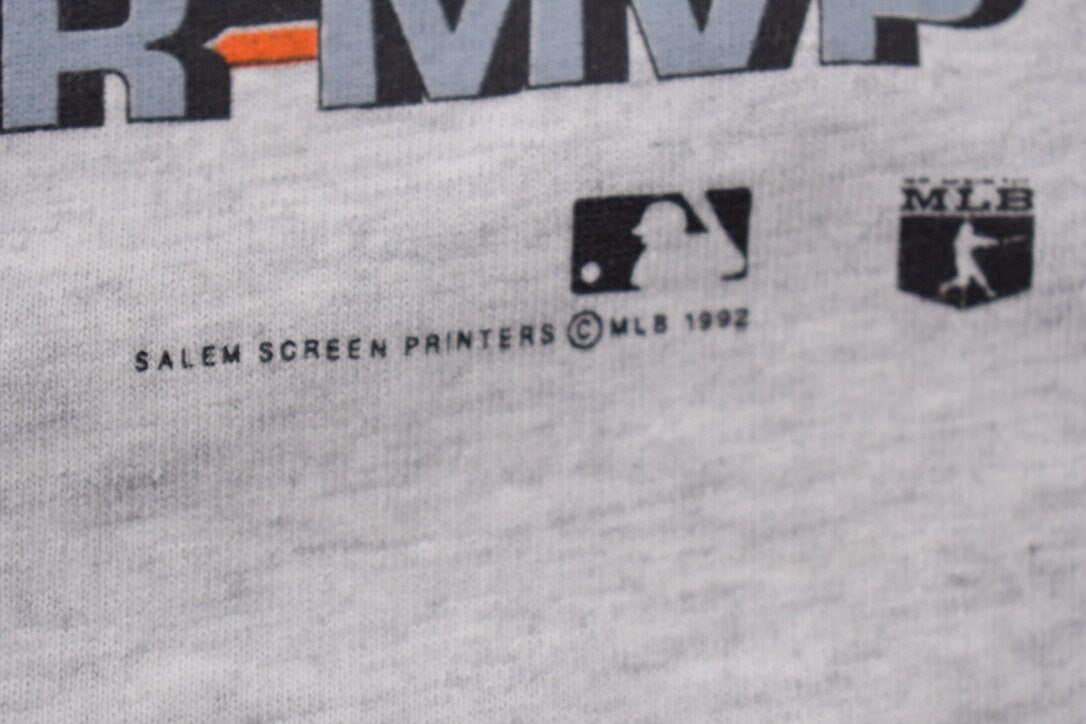 R-MVP
MLB
SALEM SCREEN PRINTERS © MLB 1992